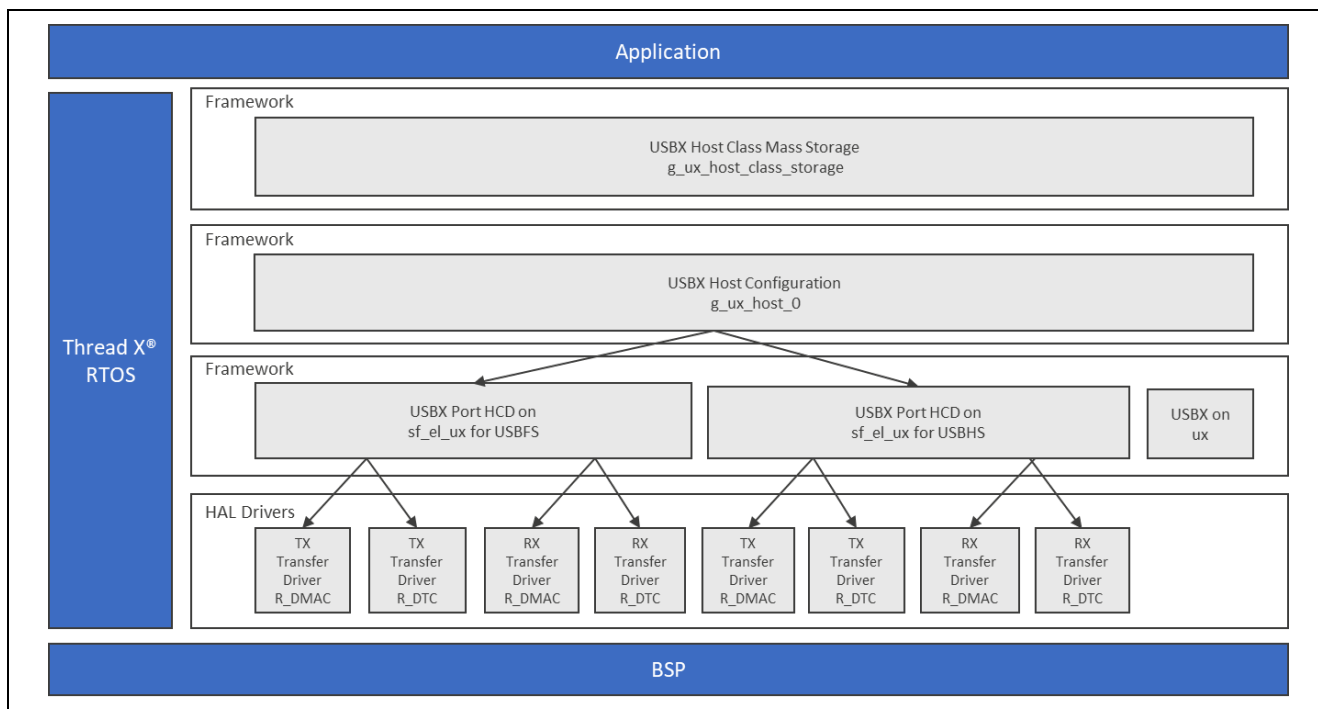 Application
Thread X®
RTOS
Framework
USBX Host Class Mass Storage
g_ux_host_class_storage
Framework
USBX Host Configuration
g_ux_host_0
Framework
USBX Port HCD on
sf_el_ux for USBFS
USBX Port HCD on
sf_el_ux for USBHS
USBX on
ux
HAL Drivers
TX
Transfer
Driver
R_DMAC
TX
Transfer
Driver
R_DTC
RX
Transfer
Driver
R_DMAC
RX
Transfer
Driver
R_DTC
TX
Transfer
Driver
R_DMAC
TX
Transfer
Driver
R_DTC
RX
Transfer
Driver
R_DMAC
RX
Transfer
Driver
R_DTC
BSP